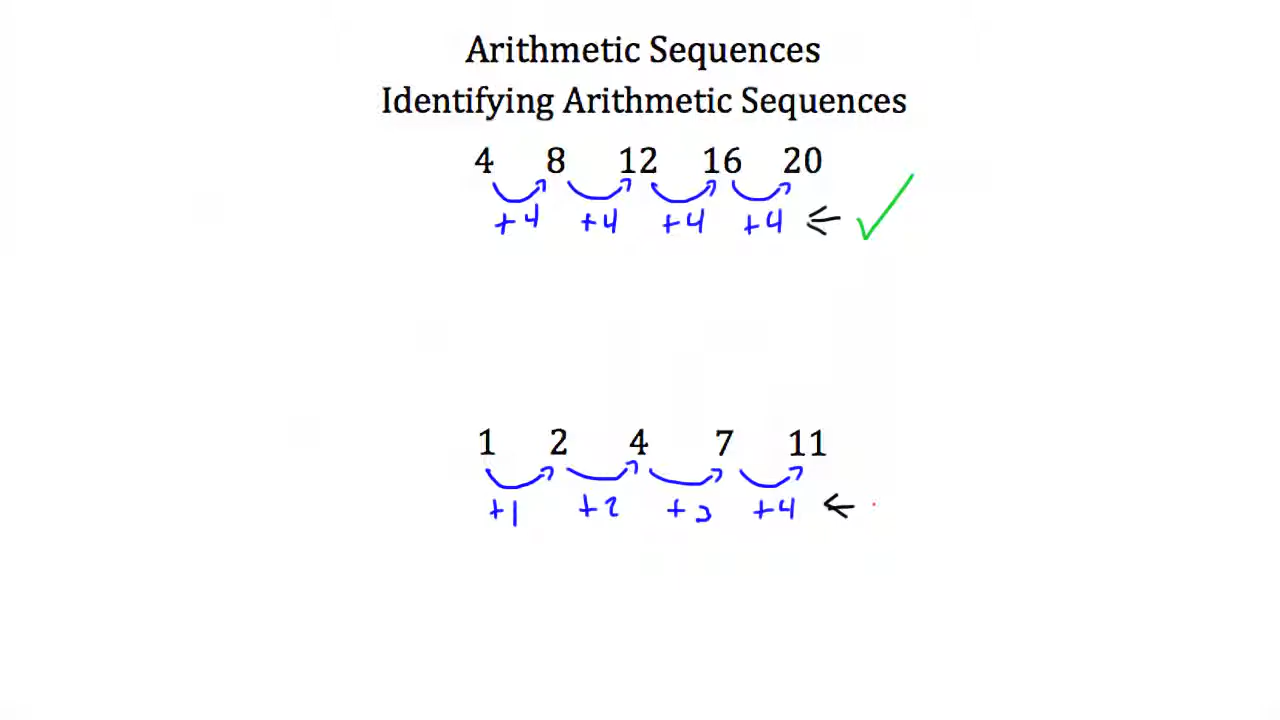 Arithmetic Sequences
Identifying Arithmetic Sequences
4 8 12 16 20
+4 +4 +4 +4
1 2 4 7 11
+1 +2 +3 +4